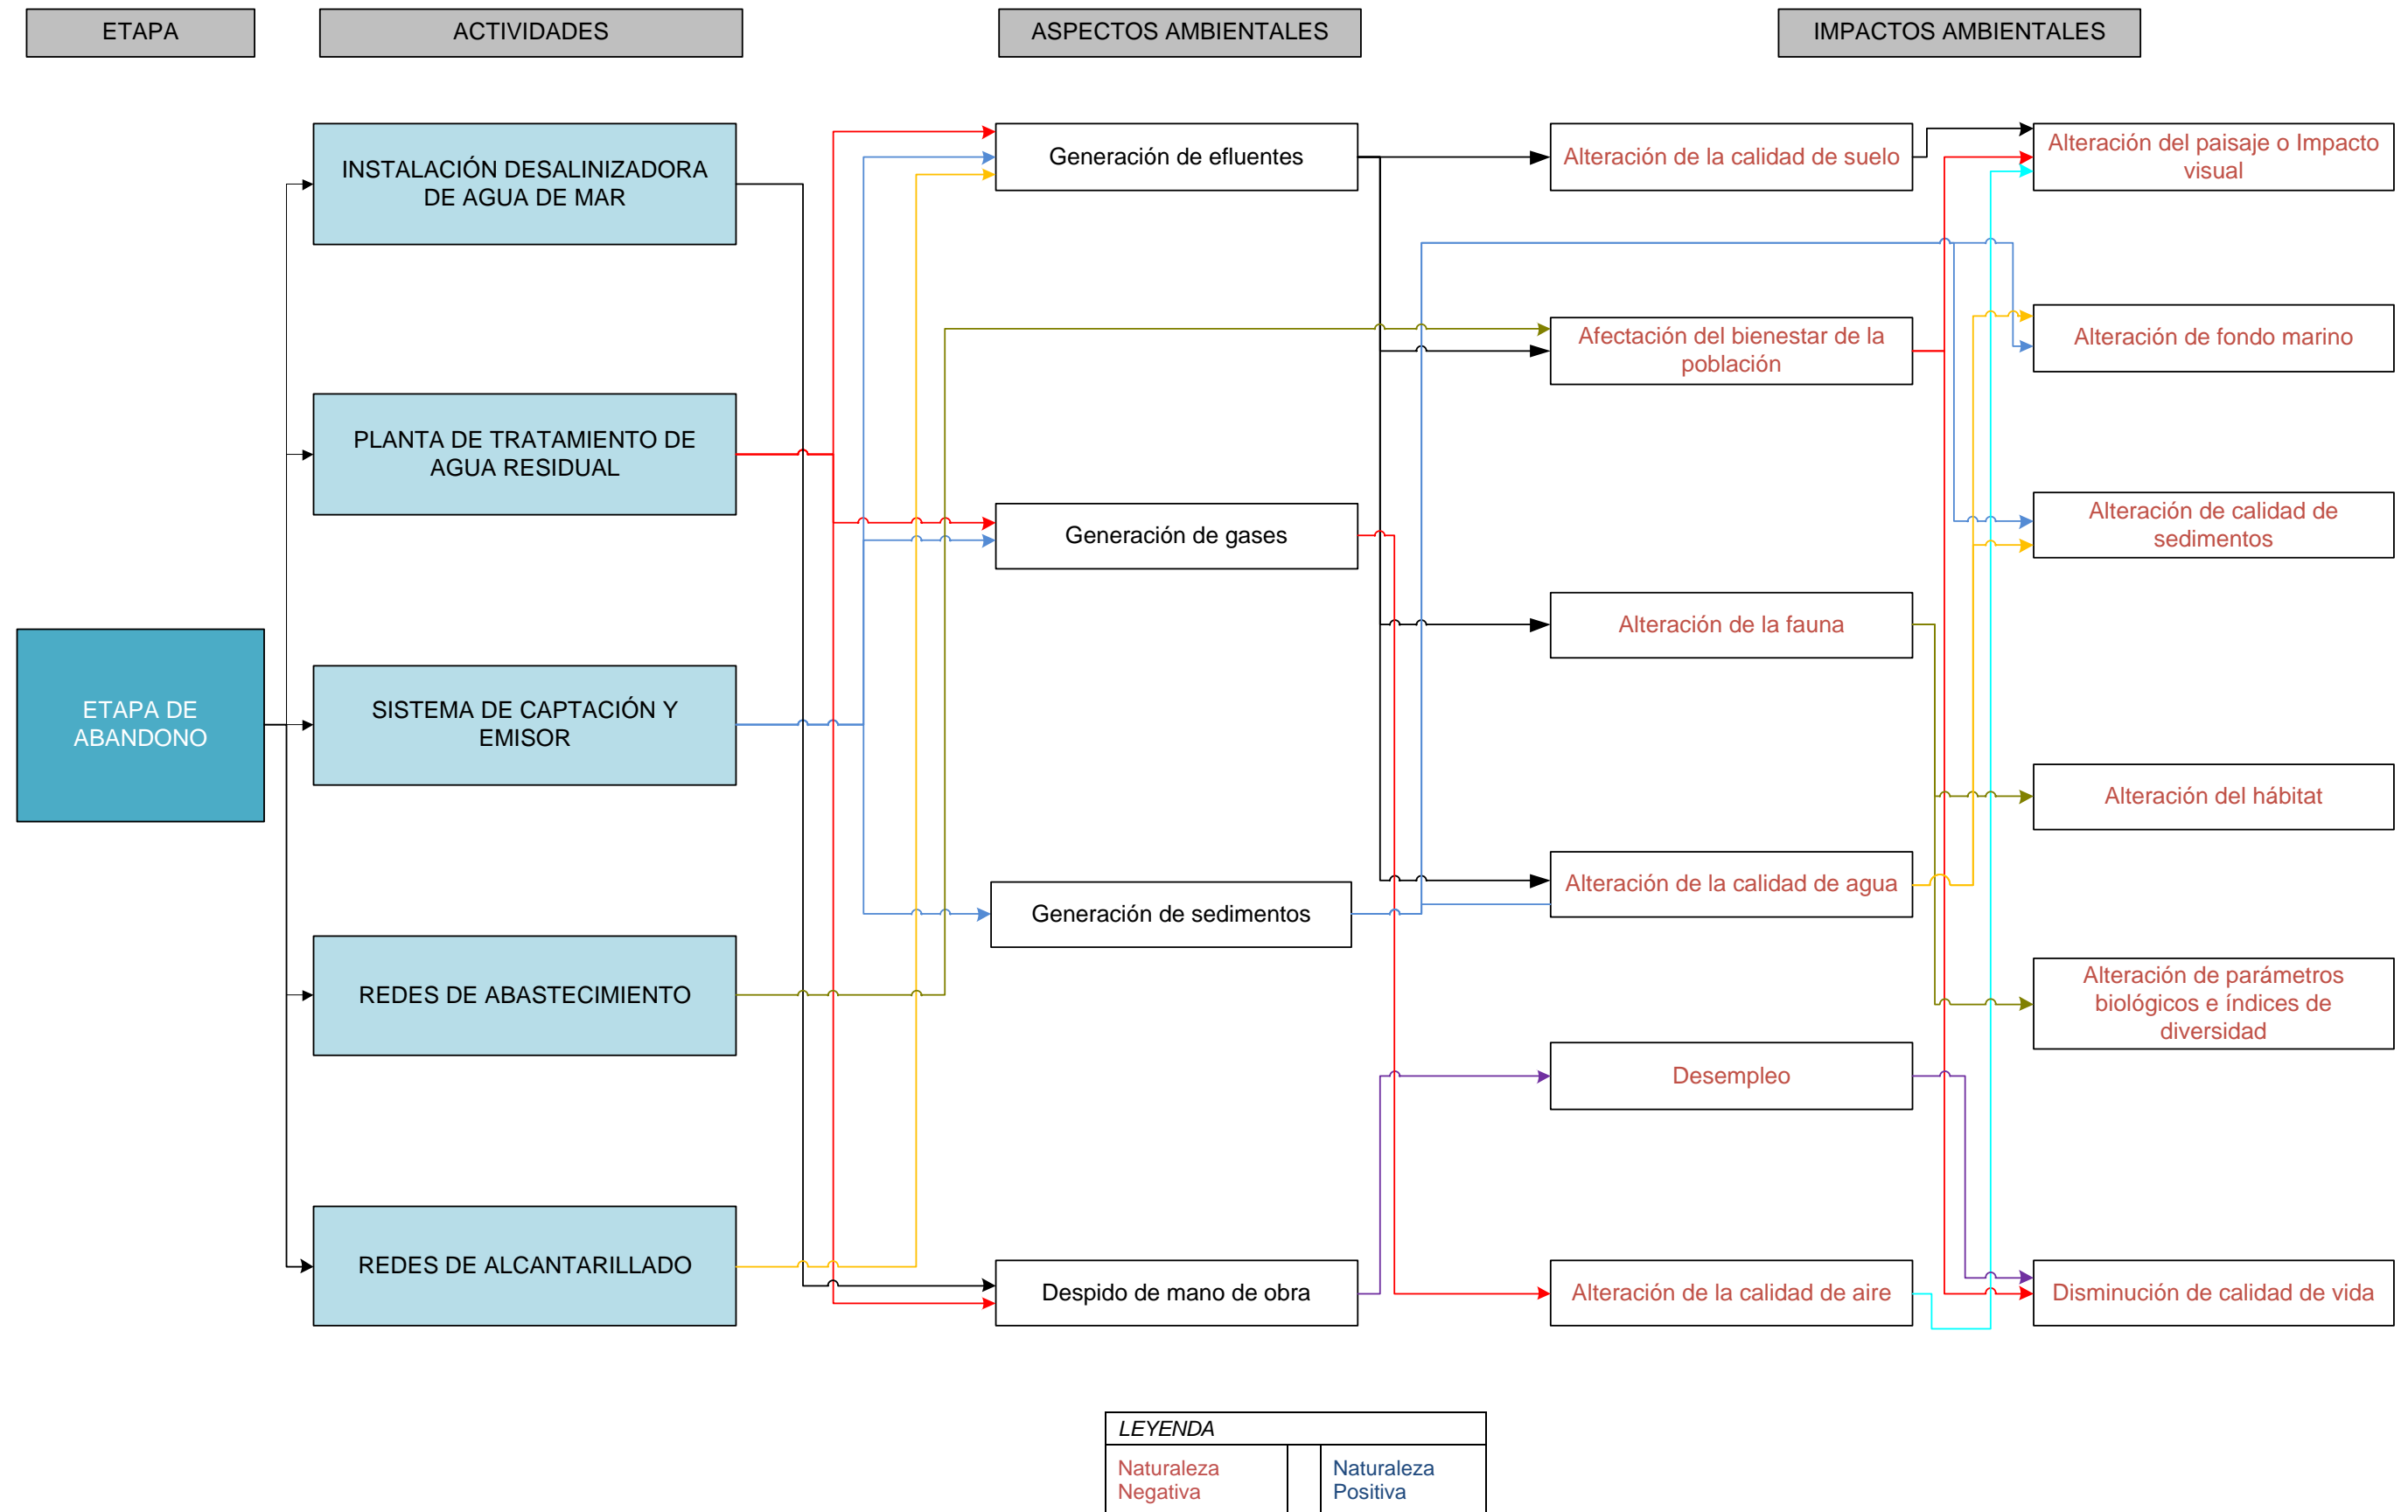 ETAPA
ACTIVIDADES
ASPECTOS AMBIENTALES
IMPACTOS AMBIENTALES
ETAPA DE
ABANDONO
INSTALACIÓN DESALINIZADORA
DE AGUA DE MAR
PLANTA DE TRATAMIENTO DE
AGUA RESIDUAL
SISTEMA DE CAPTACIÓN Y
EMISOR
REDES DE ABASTECIMIENTO
REDES DE ALCANTARILLADO
Generación de efluentes
Generación de gases
Generación de sedimentos
Despido de mano de obra
Alteración de la calidad de suelo
Afectación del bienestar de la
población
Alteración de la fauna
Alteración de la calidad de agua
Desempleo
Alteración de la calidad de aire
Alteración del paisaje o Impacto
visual
Alteración de fondo marino
Alteración de calidad de
sedimentos
Alteración del hábitat
Alteración de parámetros
biológicos e índices de
diversidad
Disminución de calidad de vida
LEYENDA
Naturaleza
Negativa
Naturaleza
Positiva